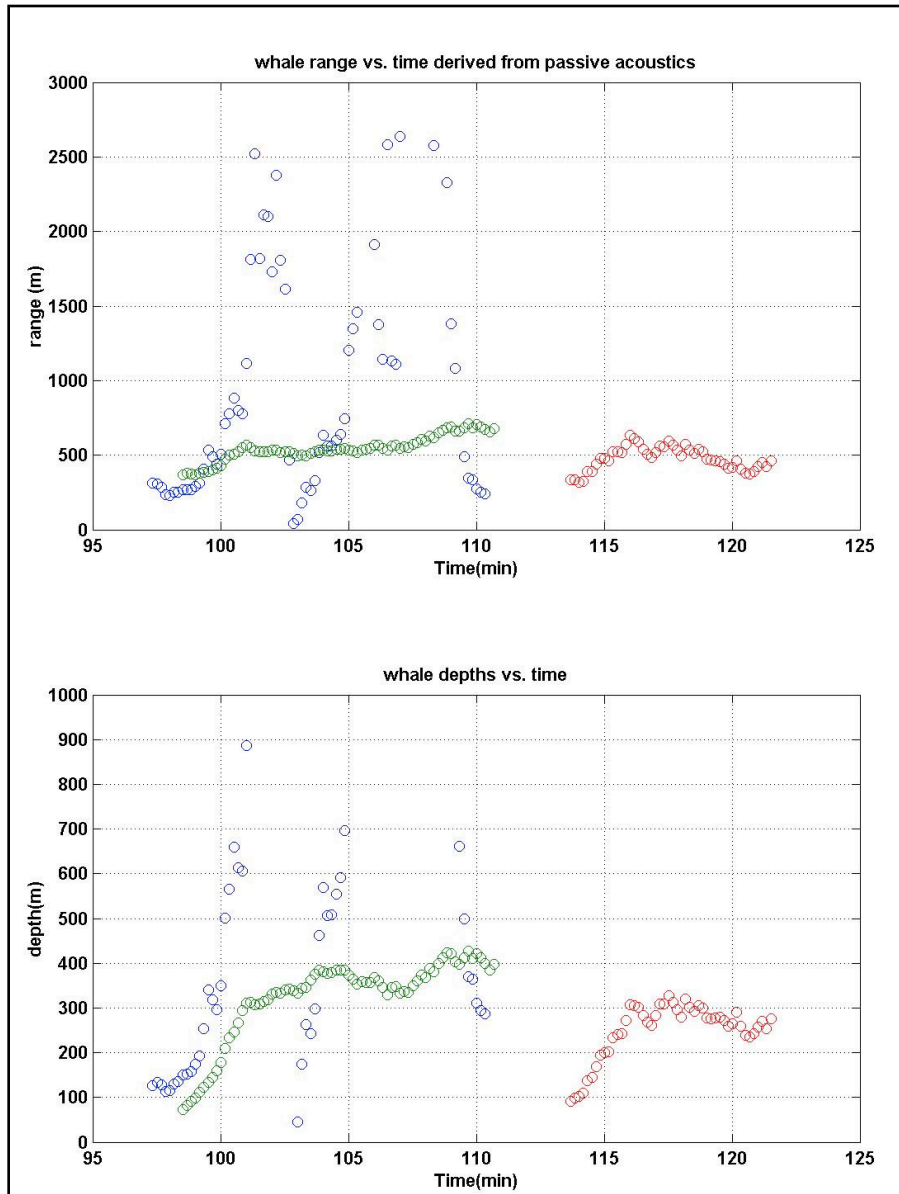 whale range vs. time derived from passive acoustics
3000
2500
2000
1500
1000
500
0
range (m)
95 100 105 110 115 120 125
Time(min)
whale depths vs. time
1000
900
800
700
600
500
400
300
200
100
0
depth(m)
95 100 105 110 115 120 125
Time(min)